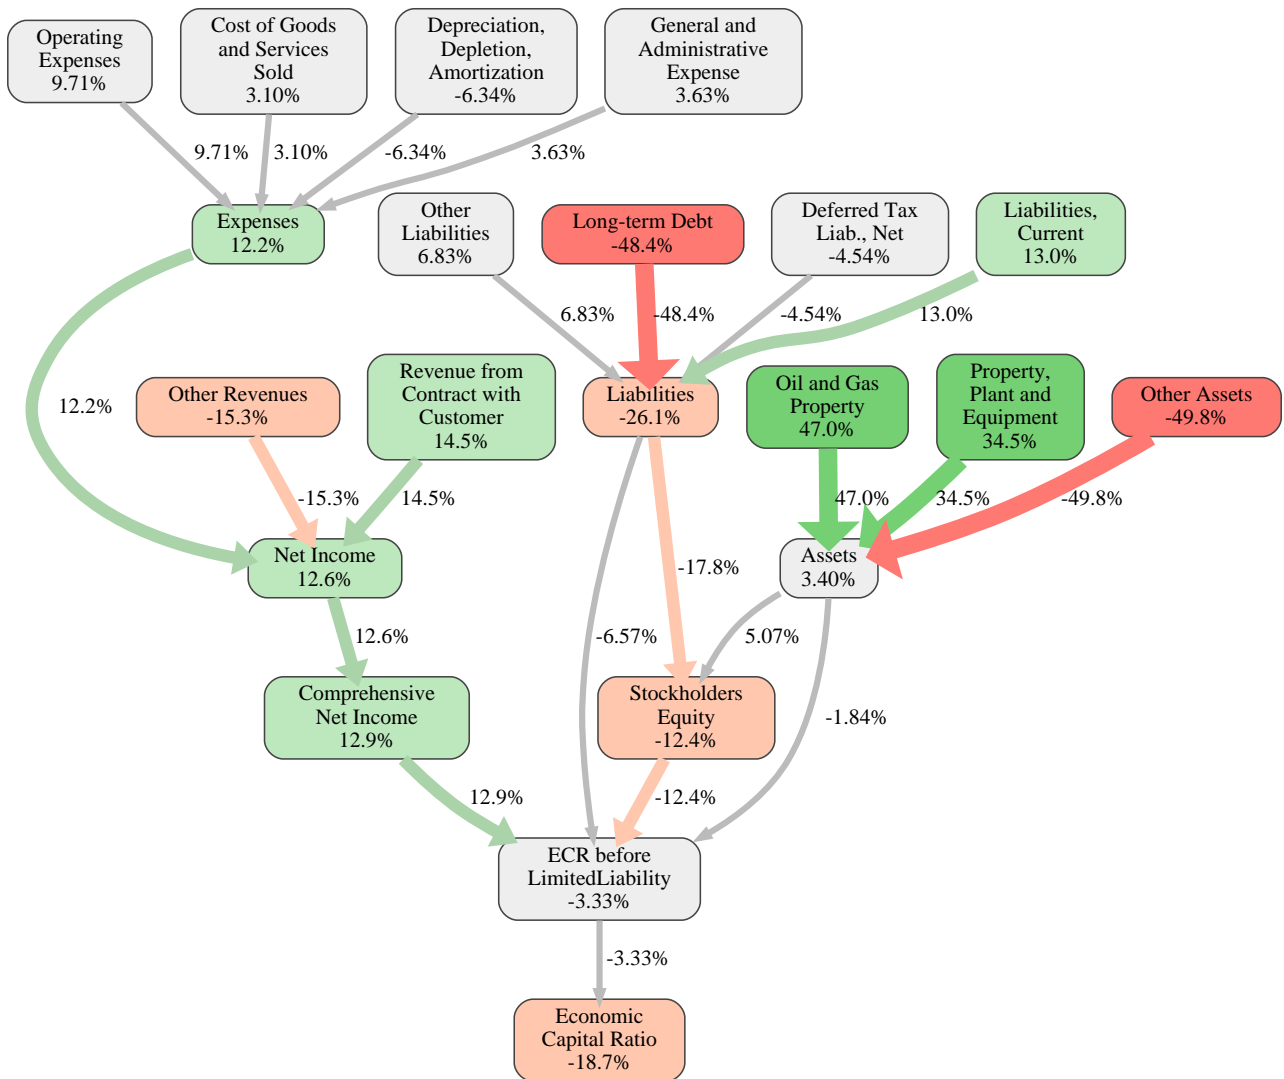 Operating
Expenses
9.71%
Cost of Goods
and Services
Sold
3.10%
Depreciation,
Depletion,
Amortization
-6.34%
General and
Administrative
Expense
3.63%
9.71%
3.10%
-6.34%
3.63%
Expenses
12.2%
Other
Liabilities
6.83%
Long-term Debt
-48.4%
Deferred Tax
Liab., Net
-4.54%
Liabilities,
Current
13.0%
6.83%
-48.4%
-4.54%
13.0%
12.2%
Other Revenues
-15.3%
Revenue from
Contract with
Customer
14.5%
Liabilities
-26.1%
Oil and Gas
Property
47.0%
Property,
Plant and
Equipment
34.5%
Other Assets
-49.8%
-15.3%
14.5%
47.0%
34.5%
-49.8%
Net Income
12.6%
-17.8%
Assets
3.40%
12.6%
-6.57%
5.07%
Comprehensive
Net Income
12.9%
Stockholders
Equity
-12.4%
-1.84%
12.9%
-12.4%
ECR before
LimitedLiability
-3.33%
-3.33%
Economic
Capital Ratio
-18.7%